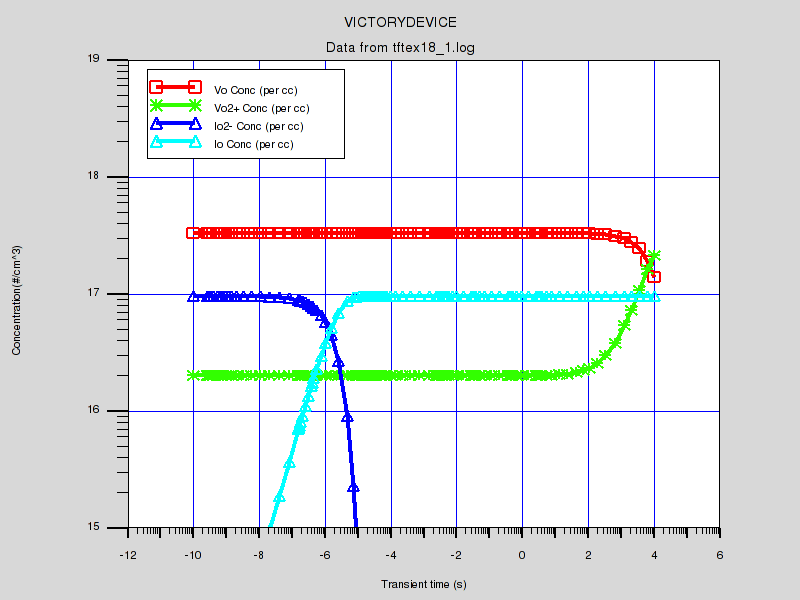 VICTORYDEVICE
Data from tftex18_1.log
Vo Conc (per cc)
Vo2+ Conc (per cc)
Io2- Conc (per cc)
Io Conc (per cc)
19
18
17
16
15
Concentration(#/cm^3)
-12 -10 -8 -6 -4 -2 0 2 4 6
Transient time (s)